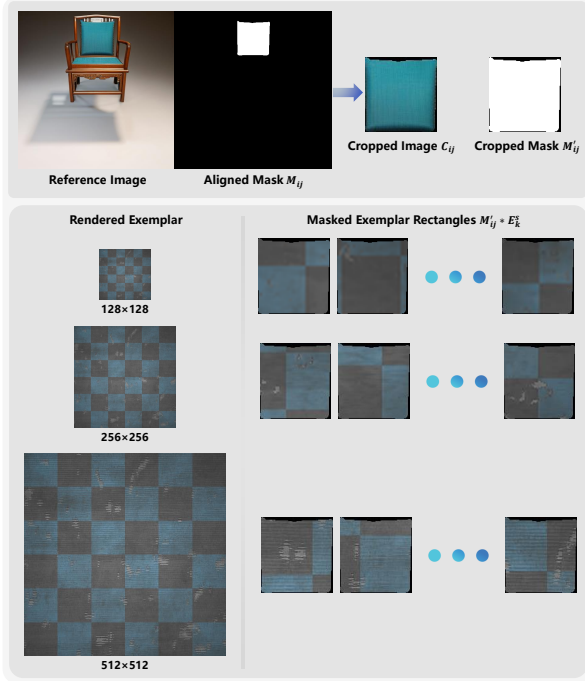 Reference Image
Aligned Mask M_ij
Cropped Image C_ij
Cropped Mask M'_ij
Rendered Exemplar
Masked Exemplar Rectangles M'_ij * E_k^s
128×128
256×256
512×512